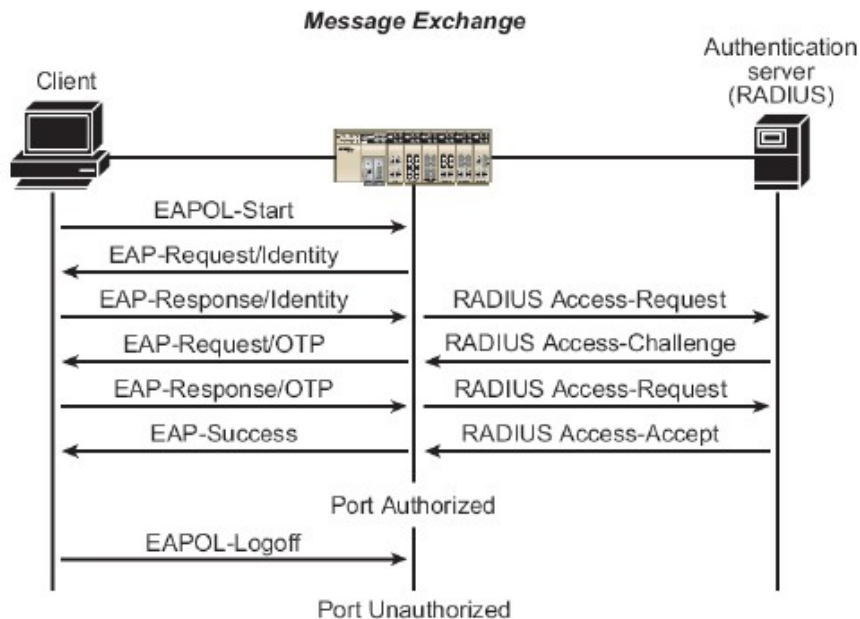 Message Exchange
Client
Authentication
server
(RADIUS)
EAPOL-Start
EAP-Request/Identity
EAP-Response/Identity
RADIUS Access-Request
EAP-Request/OTP
RADIUS Access-Challenge
EAP-Response/OTP
RADIUS Access-Request
EAP-Success
RADIUS Access-Accept
Port Authorized
EAPOL-Logoff
Port Unauthorized